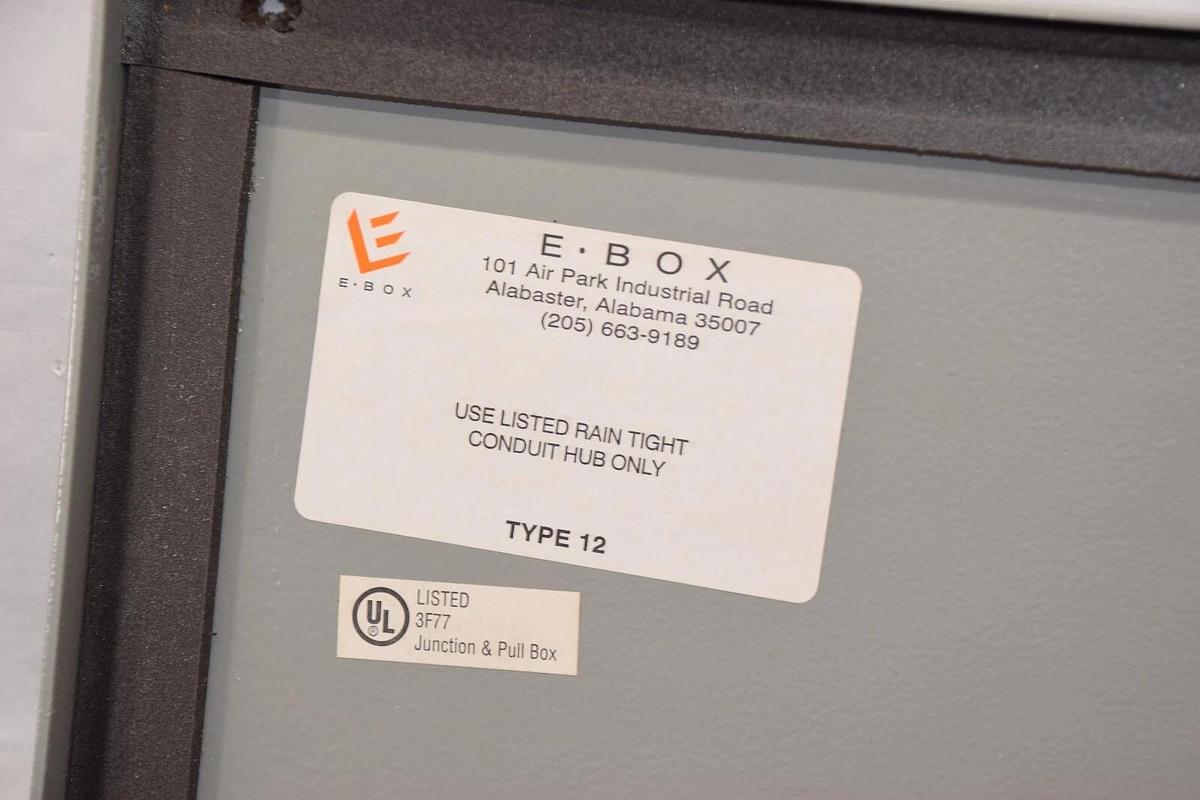 E·BOX
E · B O X
101 Air Park Industrial Road
Alabaster, Alabama 35007
(205) 663-9189
USE LISTED RAIN TIGHT
CONDUIT HUB ONLY
TYPE 12
UL ®
LISTED
3F77
Junction & Pull Box